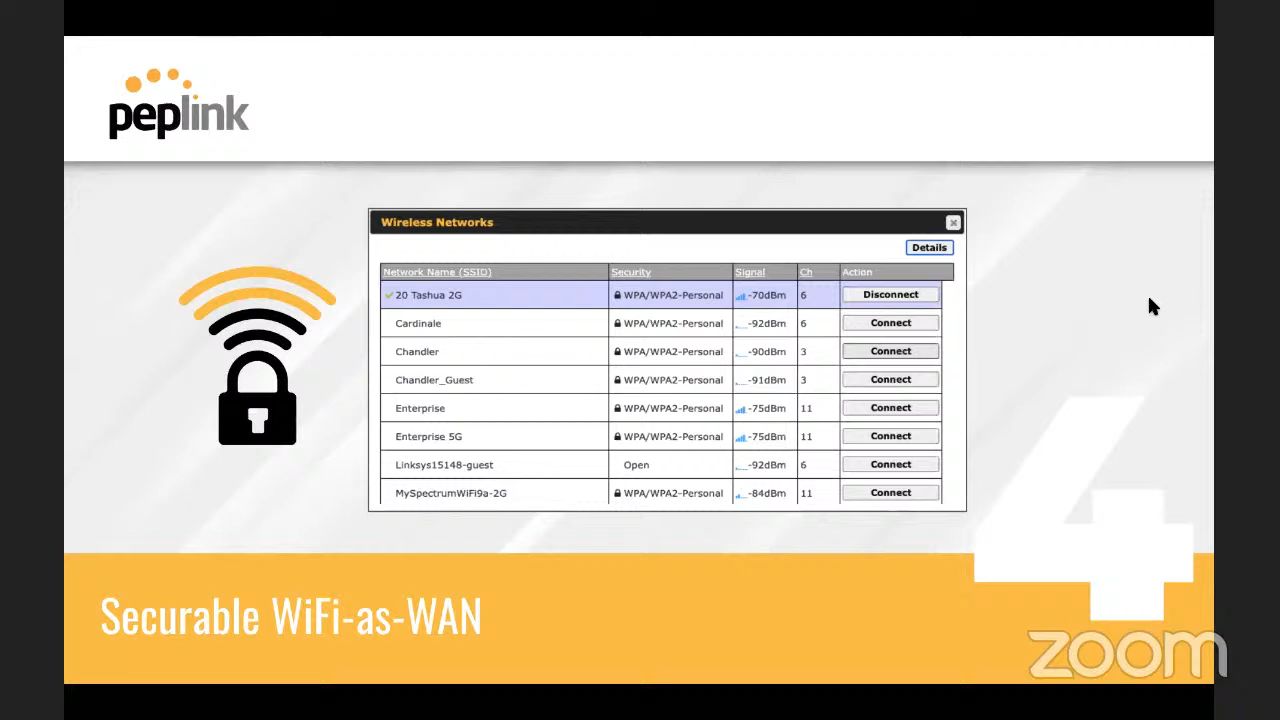 peplink
Wireless Networks
Details
Network Name (SSID) Security Signal Ch Action
20 Tashua 2G WPA/WPA2-Personal -70dBm 6 Disconnect
Cardinale WPA/WPA2-Personal -92dBm 6 Connect
Chandler WPA/WPA2-Personal -90dBm 3 Connect
Chandler_Guest WPA/WPA2-Personal -91dBm 3 Connect
Enterprise WPA/WPA2-Personal -75dBm 11 Connect
Enterprise 5G WPA/WPA2-Personal -75dBm 11 Connect
Linksys15148-guest Open -92dBm 6 Connect
MySpectrumWiFi9a-2G WPA/WPA2-Personal -84dBm 11 Connect
4
Securable WiFi-as-WAN
zoom